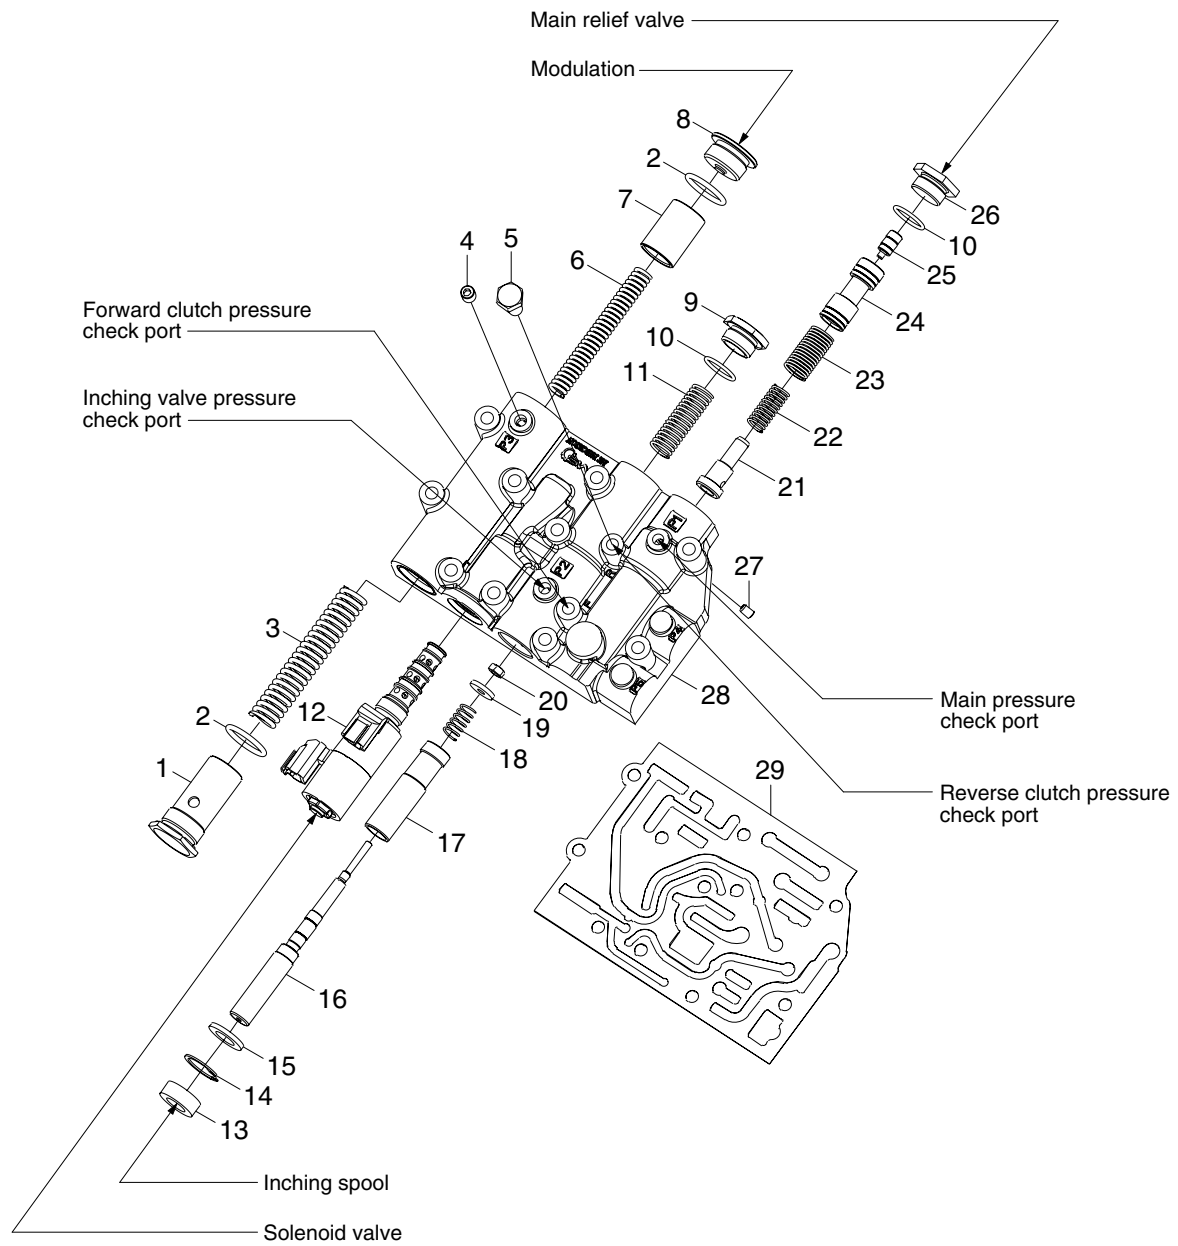 Main relief valve
Modulation
8
2
7
26
10
4
5
6
25
Forward clutch pressure
check port
9
24
10
11
23
Inching valve pressure
check port
22
P3
21
P1
27
P2
3
28
20
Main pressure
check port
2
12
19
18
1
29
Reverse clutch pressure
check port
17
16
15
14
13
Inching spool
Solenoid valve